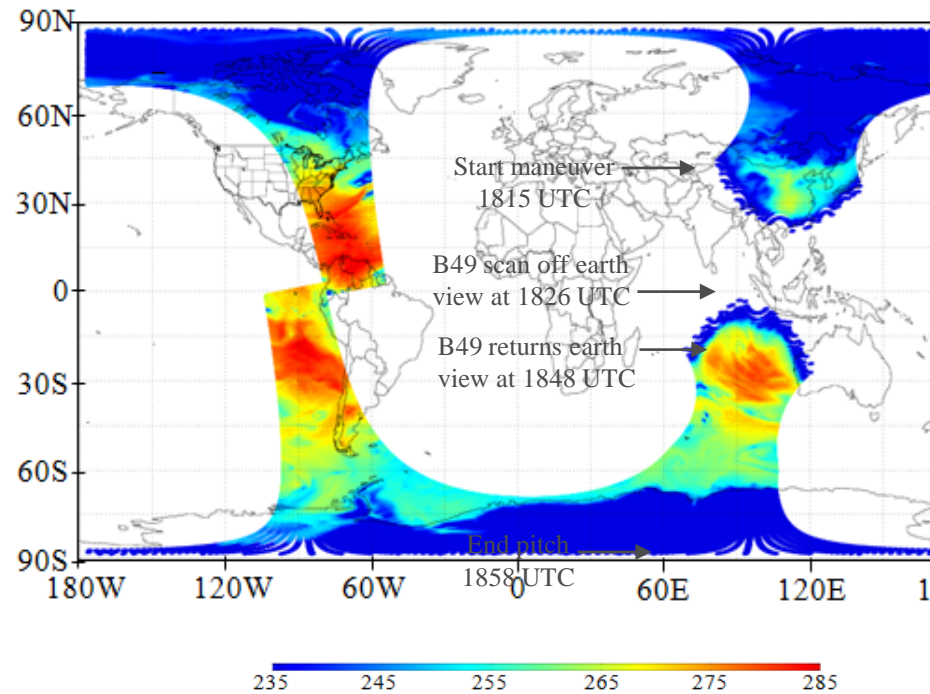 90N
60N
30N
0
30S
60S
90S
Start maneuver
1815 UTC
B49 scan off earth
view at 1826 UTC
B49 returns earth
view at 1848 UTC
End pitch
1858 UTC
180W 120W 60W 0 60E 120E 1
235 245 255 265 275 285